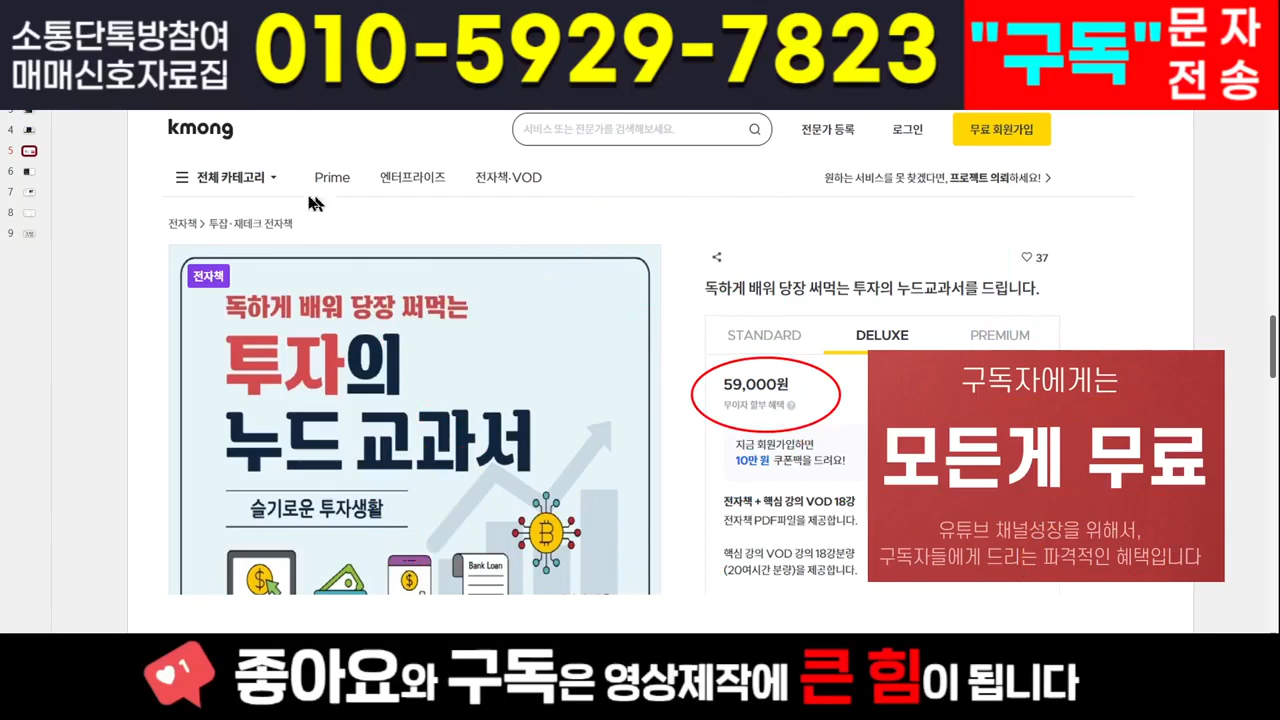 소통단톡방참여
매매신호자료집
010-5929-7823
"구독"
문 자
전 송
4
5
6
7
8
9
kmong
서비스 또는 전문가를 검색해보세요.
전문가 등록
로그인
무료 회원가입
전체 카테고리
Prime
엔터프라이즈
전자책·VOD
원하는 서비스를 못 찾겠다면, 프로젝트 의뢰하세요!
전자책 > 투잡·재테크 전자책
전자책
독하게 배워 당장 써먹는
투자의
누드 교과서
슬기로운 투자생활
Bank Loan
37
독하게 배워 당장 써먹는 투자의 누드교과서를 드립니다.
STANDARD
DELUXE
PREMIUM
59,000원
무이자 할부 혜택
지금 회원가입하면
10만 원 쿠폰팩을 드려요!
전자책 + 핵심 강의 VOD 18강
전자책 PDF파일을 제공합니다.
핵심 강의 VOD 강의 18강분량
(20여시간 분량)을 제공합니다.
구독자에게는
모든게 무료
유튜브 채널성장을 위해서,
구독자들에게 드리는 파격적인 혜택입니다
1
좋아요와 구독은 영상제작에 큰 힘이 됩니다